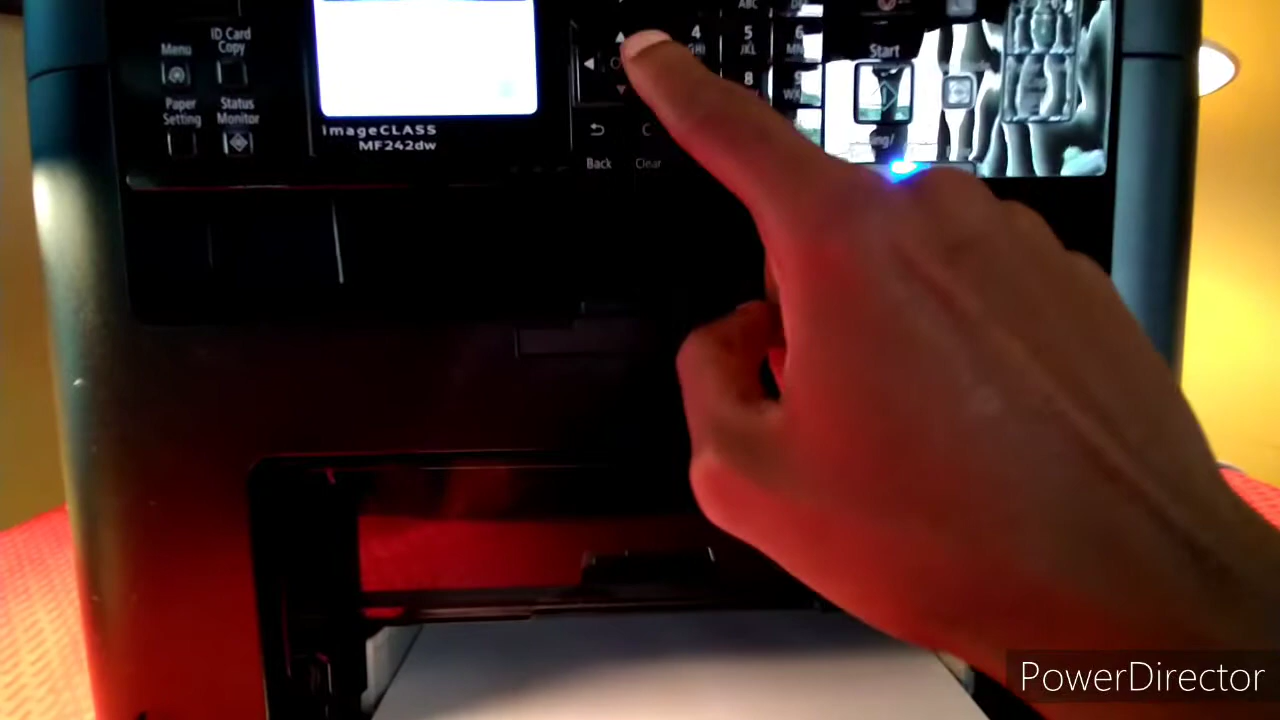 Menu
ID Card
Copy
Paper
Setting
Status
Monitor
imageCLASS
MF242dw
Back
C
Clear
ABC
4
GHI
5
JKL
6
8
9
Start
PowerDirector